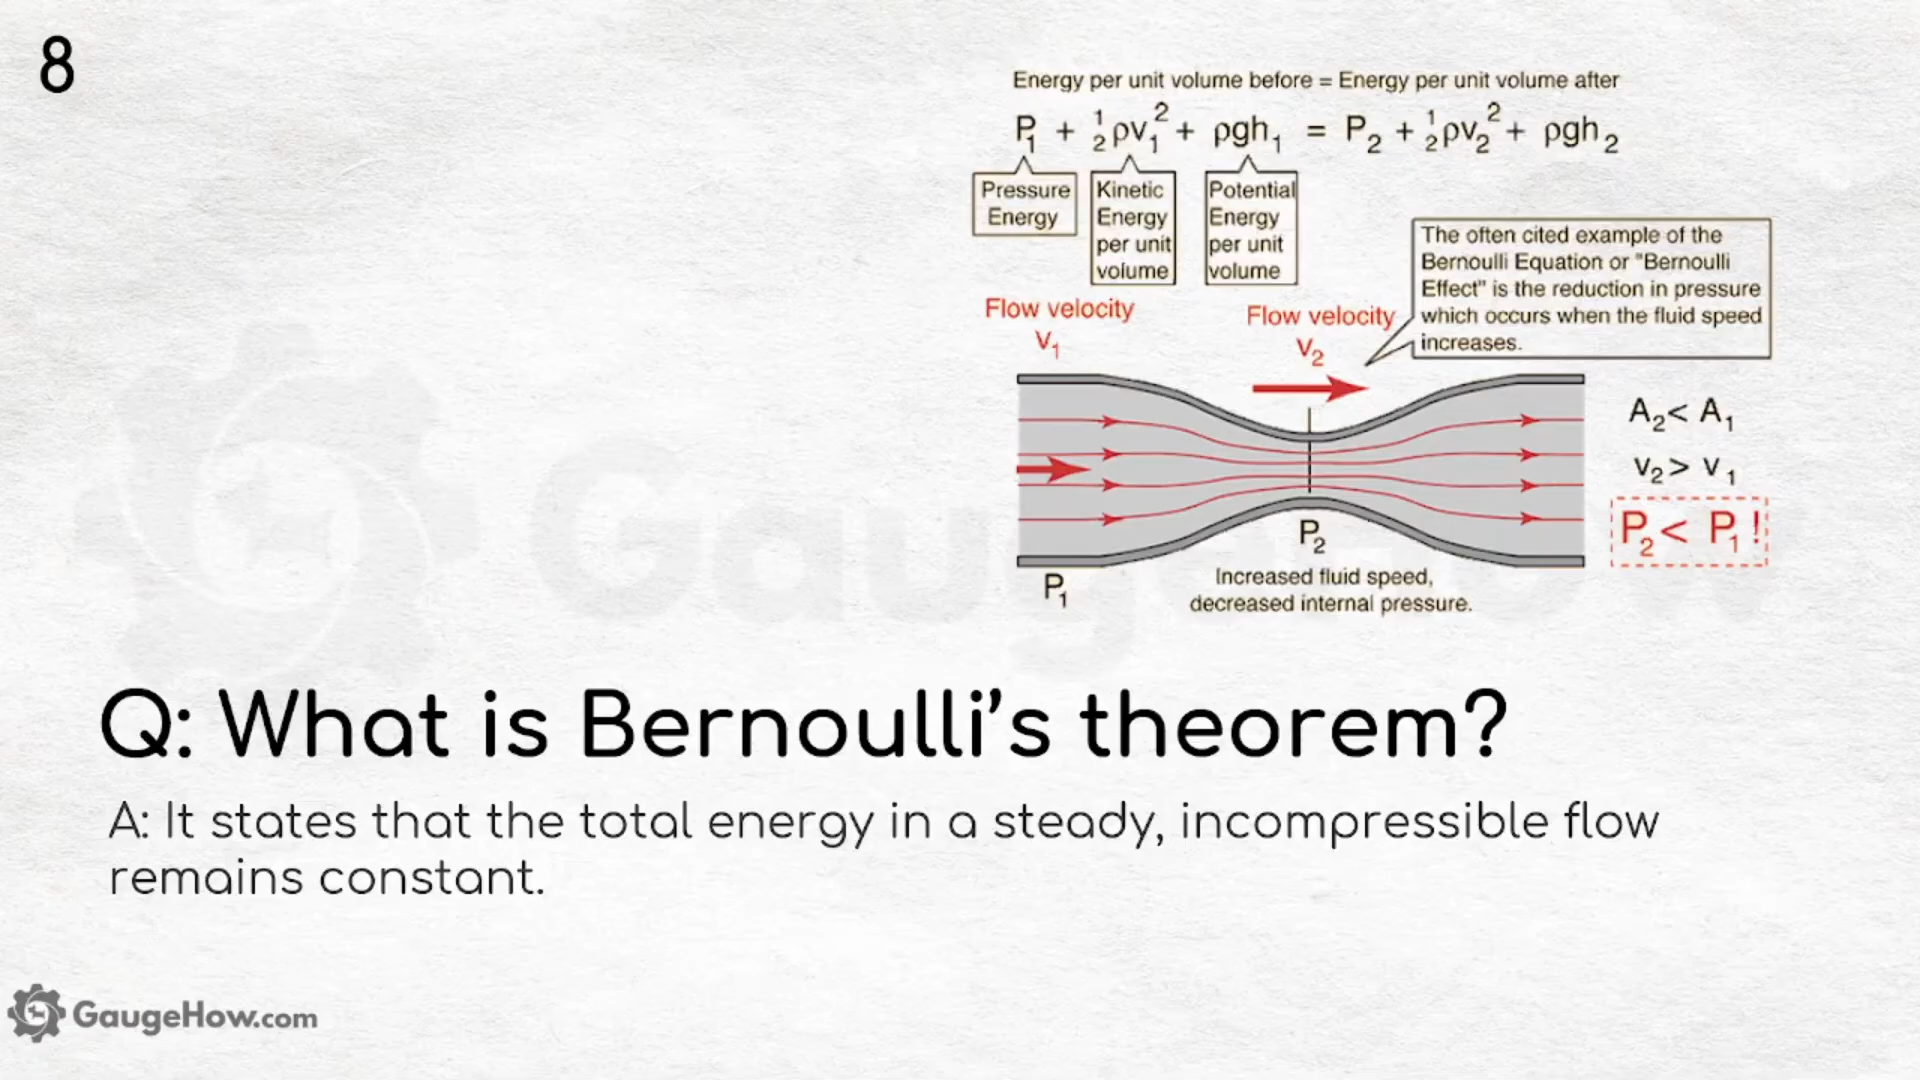 8
Energy per unit volume before = Energy per unit volume after
P₁ + ½ρv₁² + ρgh₁ = P₂ + ½ρv₂² + ρgh₂
Pressure
Energy
Kinetic
Energy
per unit
volume
Potential
Energy
per unit
volume
The often cited example of the
Bernoulli Equation or "Bernoulli
Effect" is the reduction in pressure
which occurs when the fluid speed
increases.
Flow velocity
v₁
Flow velocity
v₂
A₂< A₁
v₂> v₁
P₂< P₁!
P₂
P₁
Increased fluid speed,
decreased internal pressure.
GaugeHow
Q: What is Bernoulli’s theorem?
A: It states that the total energy in a steady, incompressible flow
remains constant.
GaugeHow.com